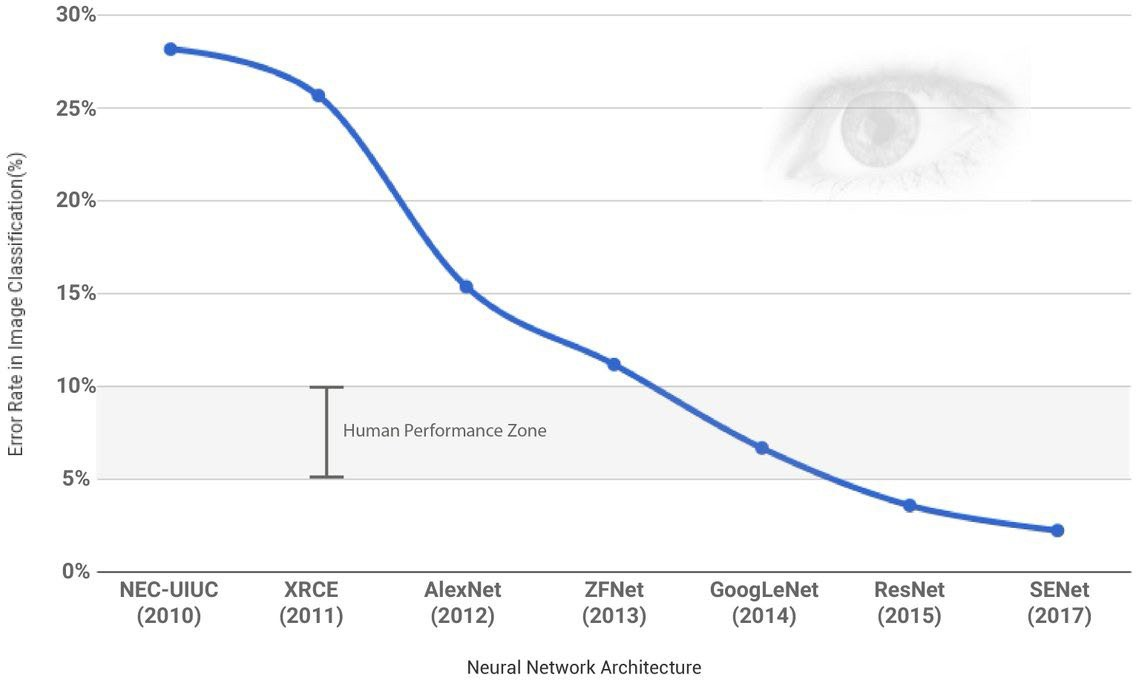 30%
25%
20%
15%
10%
5%
0%
Error Rate in Image Classification(%)
Human Performance Zone
NEC-UIUC XRCE AlexNet ZFNet GoogLeNet ResNet SENet
(2010) (2011) (2012) (2013) (2014) (2015) (2017)
Neural Network Architecture